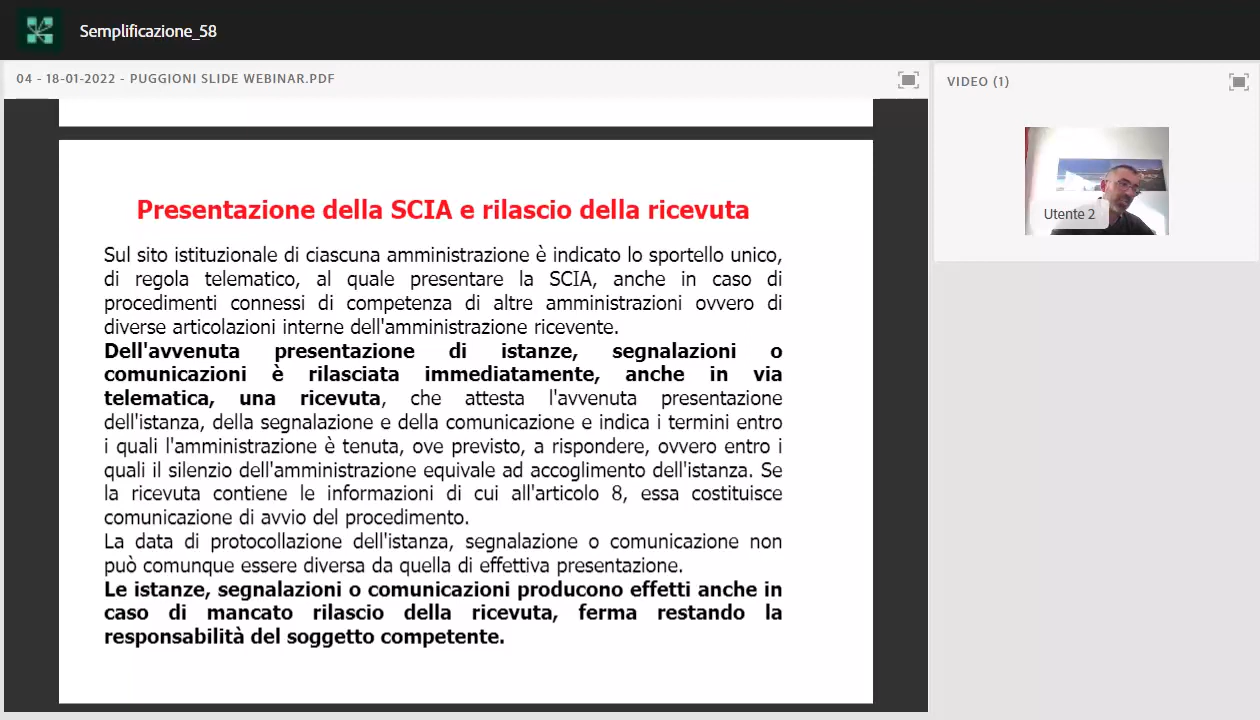 Semplificazione_58
04 - 18-01-2022 - PUGGIONI SLIDE WEBINAR.PDF
VIDEO (1)
Utente 2
Presentazione della SCIA e rilascio della ricevuta
Sul sito istituzionale di ciascuna amministrazione è indicato lo sportello unico,
di regola telematico, al quale presentare la SCIA, anche in caso di
procedimenti connessi di competenza di altre amministrazioni ovvero di
diverse articolazioni interne dell'amministrazione ricevente.
Dell'avvenuta presentazione di istanze, segnalazioni o
comunicazioni è rilasciata immediatamente, anche in via
telematica, una ricevuta, che attesta l'avvenuta presentazione
dell'istanza, della segnalazione e della comunicazione e indica i termini entro
i quali l'amministrazione è tenuta, ove previsto, a rispondere, ovvero entro i
quali il silenzio dell'amministrazione equivale ad accoglimento dell'istanza. Se
la ricevuta contiene le informazioni di cui all'articolo 8, essa costituisce
comunicazione di avvio del procedimento.
La data di protocollazione dell'istanza, segnalazione o comunicazione non
può comunque essere diversa da quella di effettiva presentazione.
Le istanze, segnalazioni o comunicazioni producono effetti anche in
caso di mancato rilascio della ricevuta, ferma restando la
responsabilità del soggetto competente.